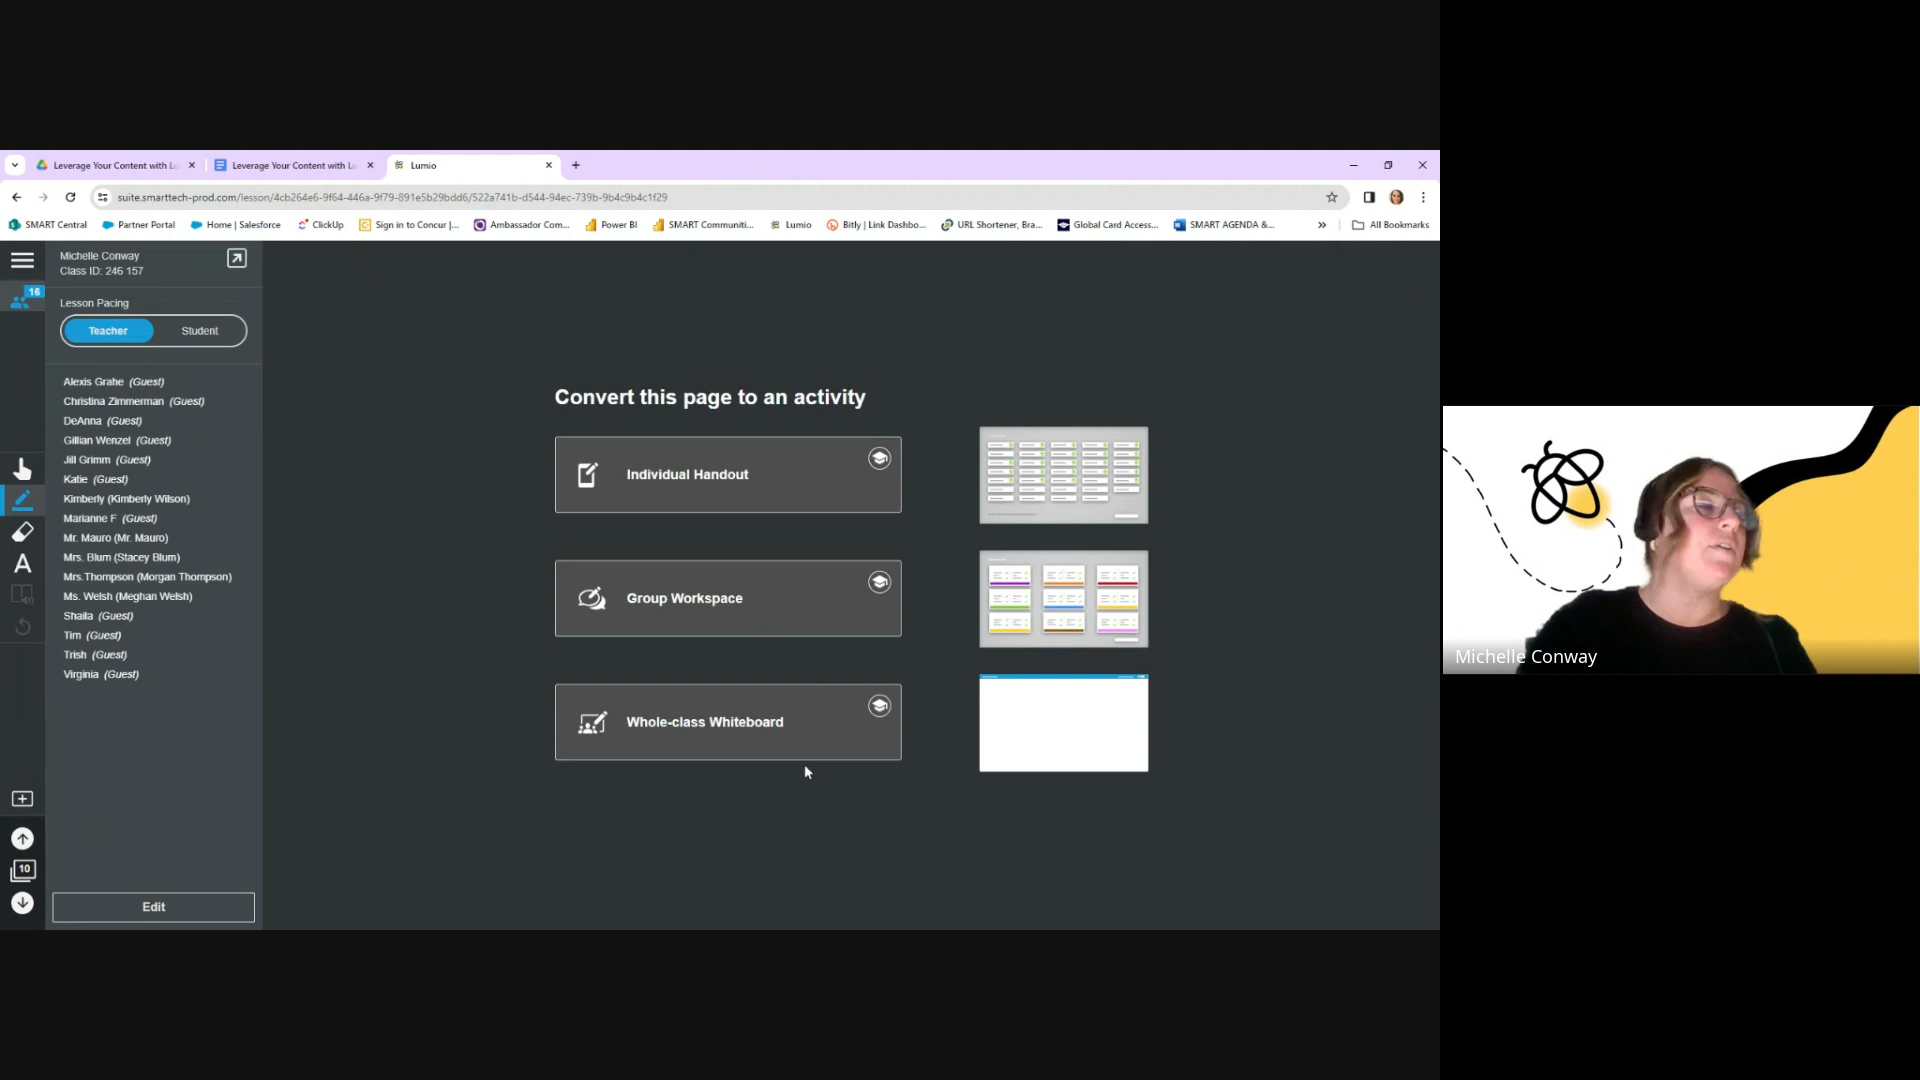 Leverage Your Content with Lu
Leverage Your Content with Lu
Lumio
suite.smarttech-prod.com/lesson/4cb264e6-9f64-446a-9f79-891e5b29bdd6/522a741b-d544-94ec-739b-9b4c9b4c1f29
SMART Central
Partner Portal
Home | Salesforce
ClickUp
Sign in to Concur |...
Ambassador Com...
Power BI
SMART Communiti...
Lumio
Bitly | Link Dashbo...
URL Shortener, Bra...
Global Card Access...
SMART AGENDA &...
»
All Bookmarks
Michelle Conway
Class ID: 246 157
16
Lesson Pacing
Teacher
Student
Alexis Grahe (Guest)
Christina Zimmerman (Guest)
DeAnna (Guest)
Gillian Wenzel (Guest)
Jill Grimm (Guest)
Katie (Guest)
Kimberly (Kimberly Wilson)
Marianne F (Guest)
Mr. Mauro (Mr. Mauro)
Mrs. Blum (Stacey Blum)
Mrs.Thompson (Morgan Thompson)
Ms. Welsh (Meghan Welsh)
Shaila (Guest)
Tim (Guest)
Trish (Guest)
Virginia (Guest)
A
10
Edit
Convert this page to an activity
Individual Handout
Group Workspace
Whole-class Whiteboard
Michelle Conway